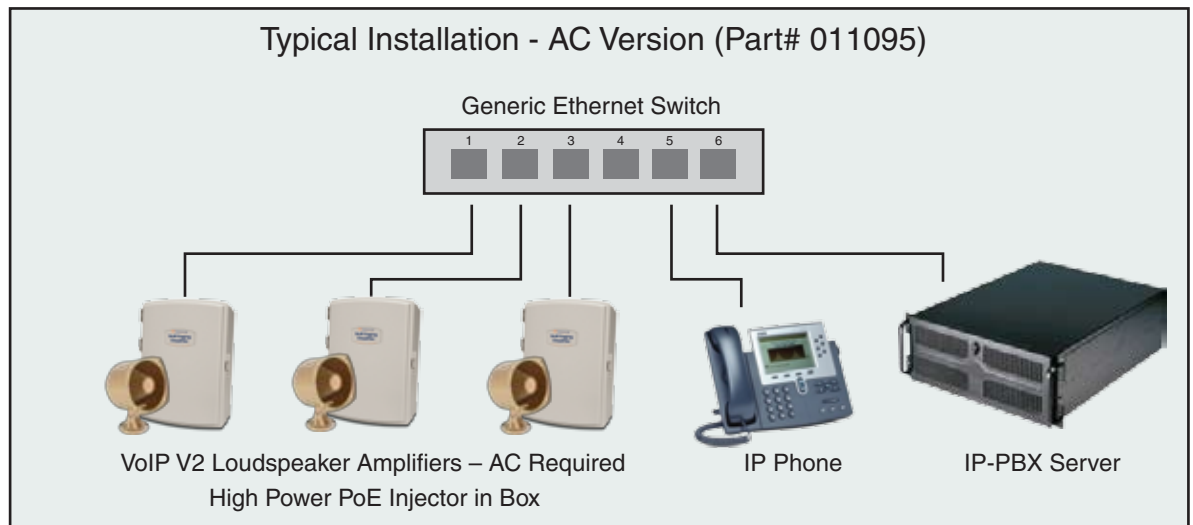 Typical Installation - AC Version (Part# 011095)
Generic Ethernet Switch
1 2 3 4 5 6
VoIP V2 Loudspeaker Amplifiers – AC Required
High Power PoE Injector in Box
IP Phone
IP-PBX Server